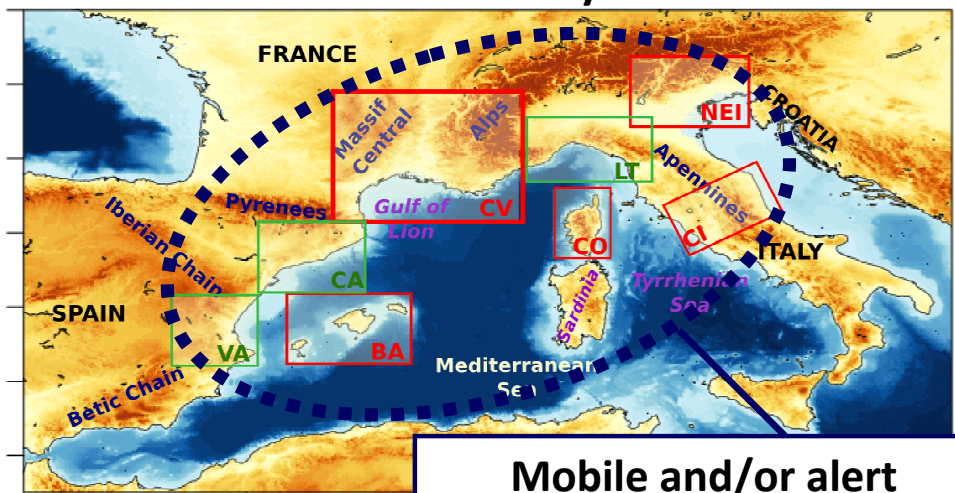 FRANCE
Massif
Central
Alps
NEI
CROATIA
LT
Apennines
Pyrenees
Gulf of
Lion
CV
Iberian Chain
CO
CI
ITALY
CA
Tyrrhenian
Sea
SPAIN
Sardinia
VA
BA
Mediterranean
Sea
Betic Chain
Mobile and/or alert